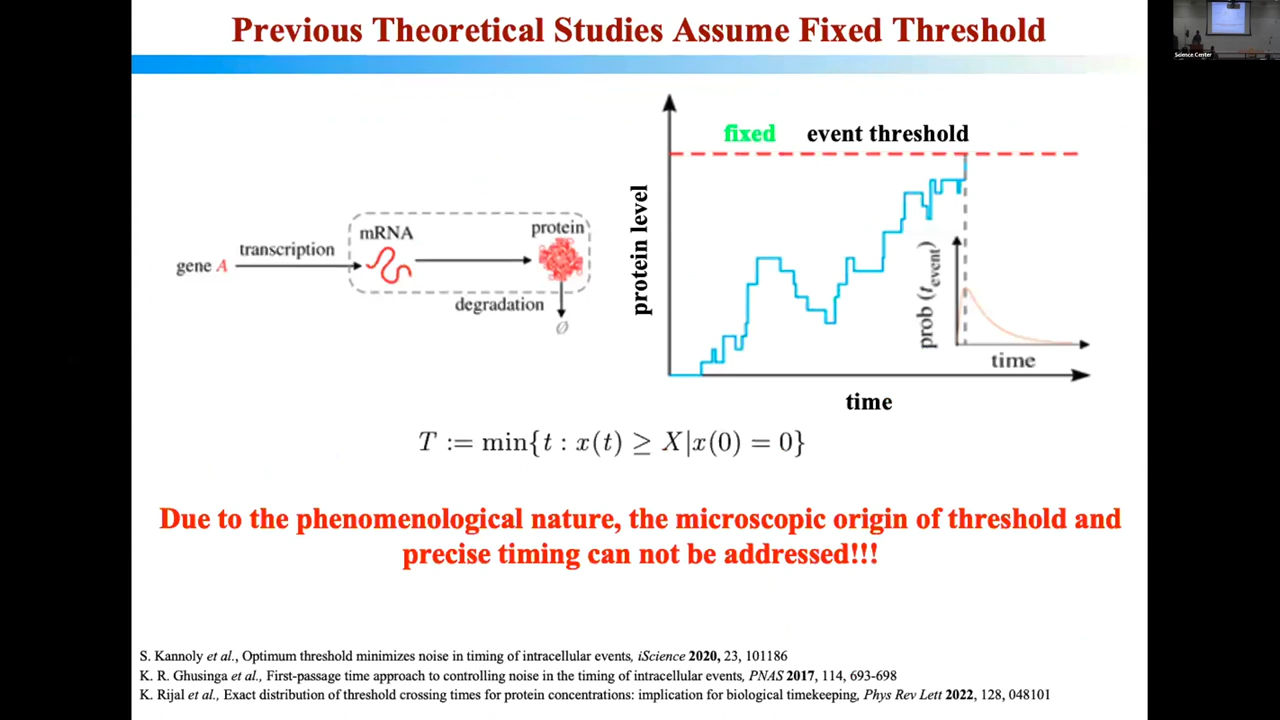 Previous Theoretical Studies Assume Fixed Threshold
Science Center
fixed event threshold
protein level
gene A
transcription
mRNA
protein
degradation
∅
prob (t_event)
time
time
T := min{t : x(t) ≥ X|x(0) = 0}
Due to the phenomenological nature, the microscopic origin of threshold and
precise timing can not be addressed!!!
S. Kannoly et al., Optimum threshold minimizes noise in timing of intracellular events, iScience 2020, 23, 101186
K. R. Ghusinga et al., First-passage time approach to controlling noise in the timing of intracellular events, PNAS 2017, 114, 693-698
K. Rijal et al., Exact distribution of threshold crossing times for protein concentrations: implication for biological timekeeping, Phys Rev Lett 2022, 128, 048101